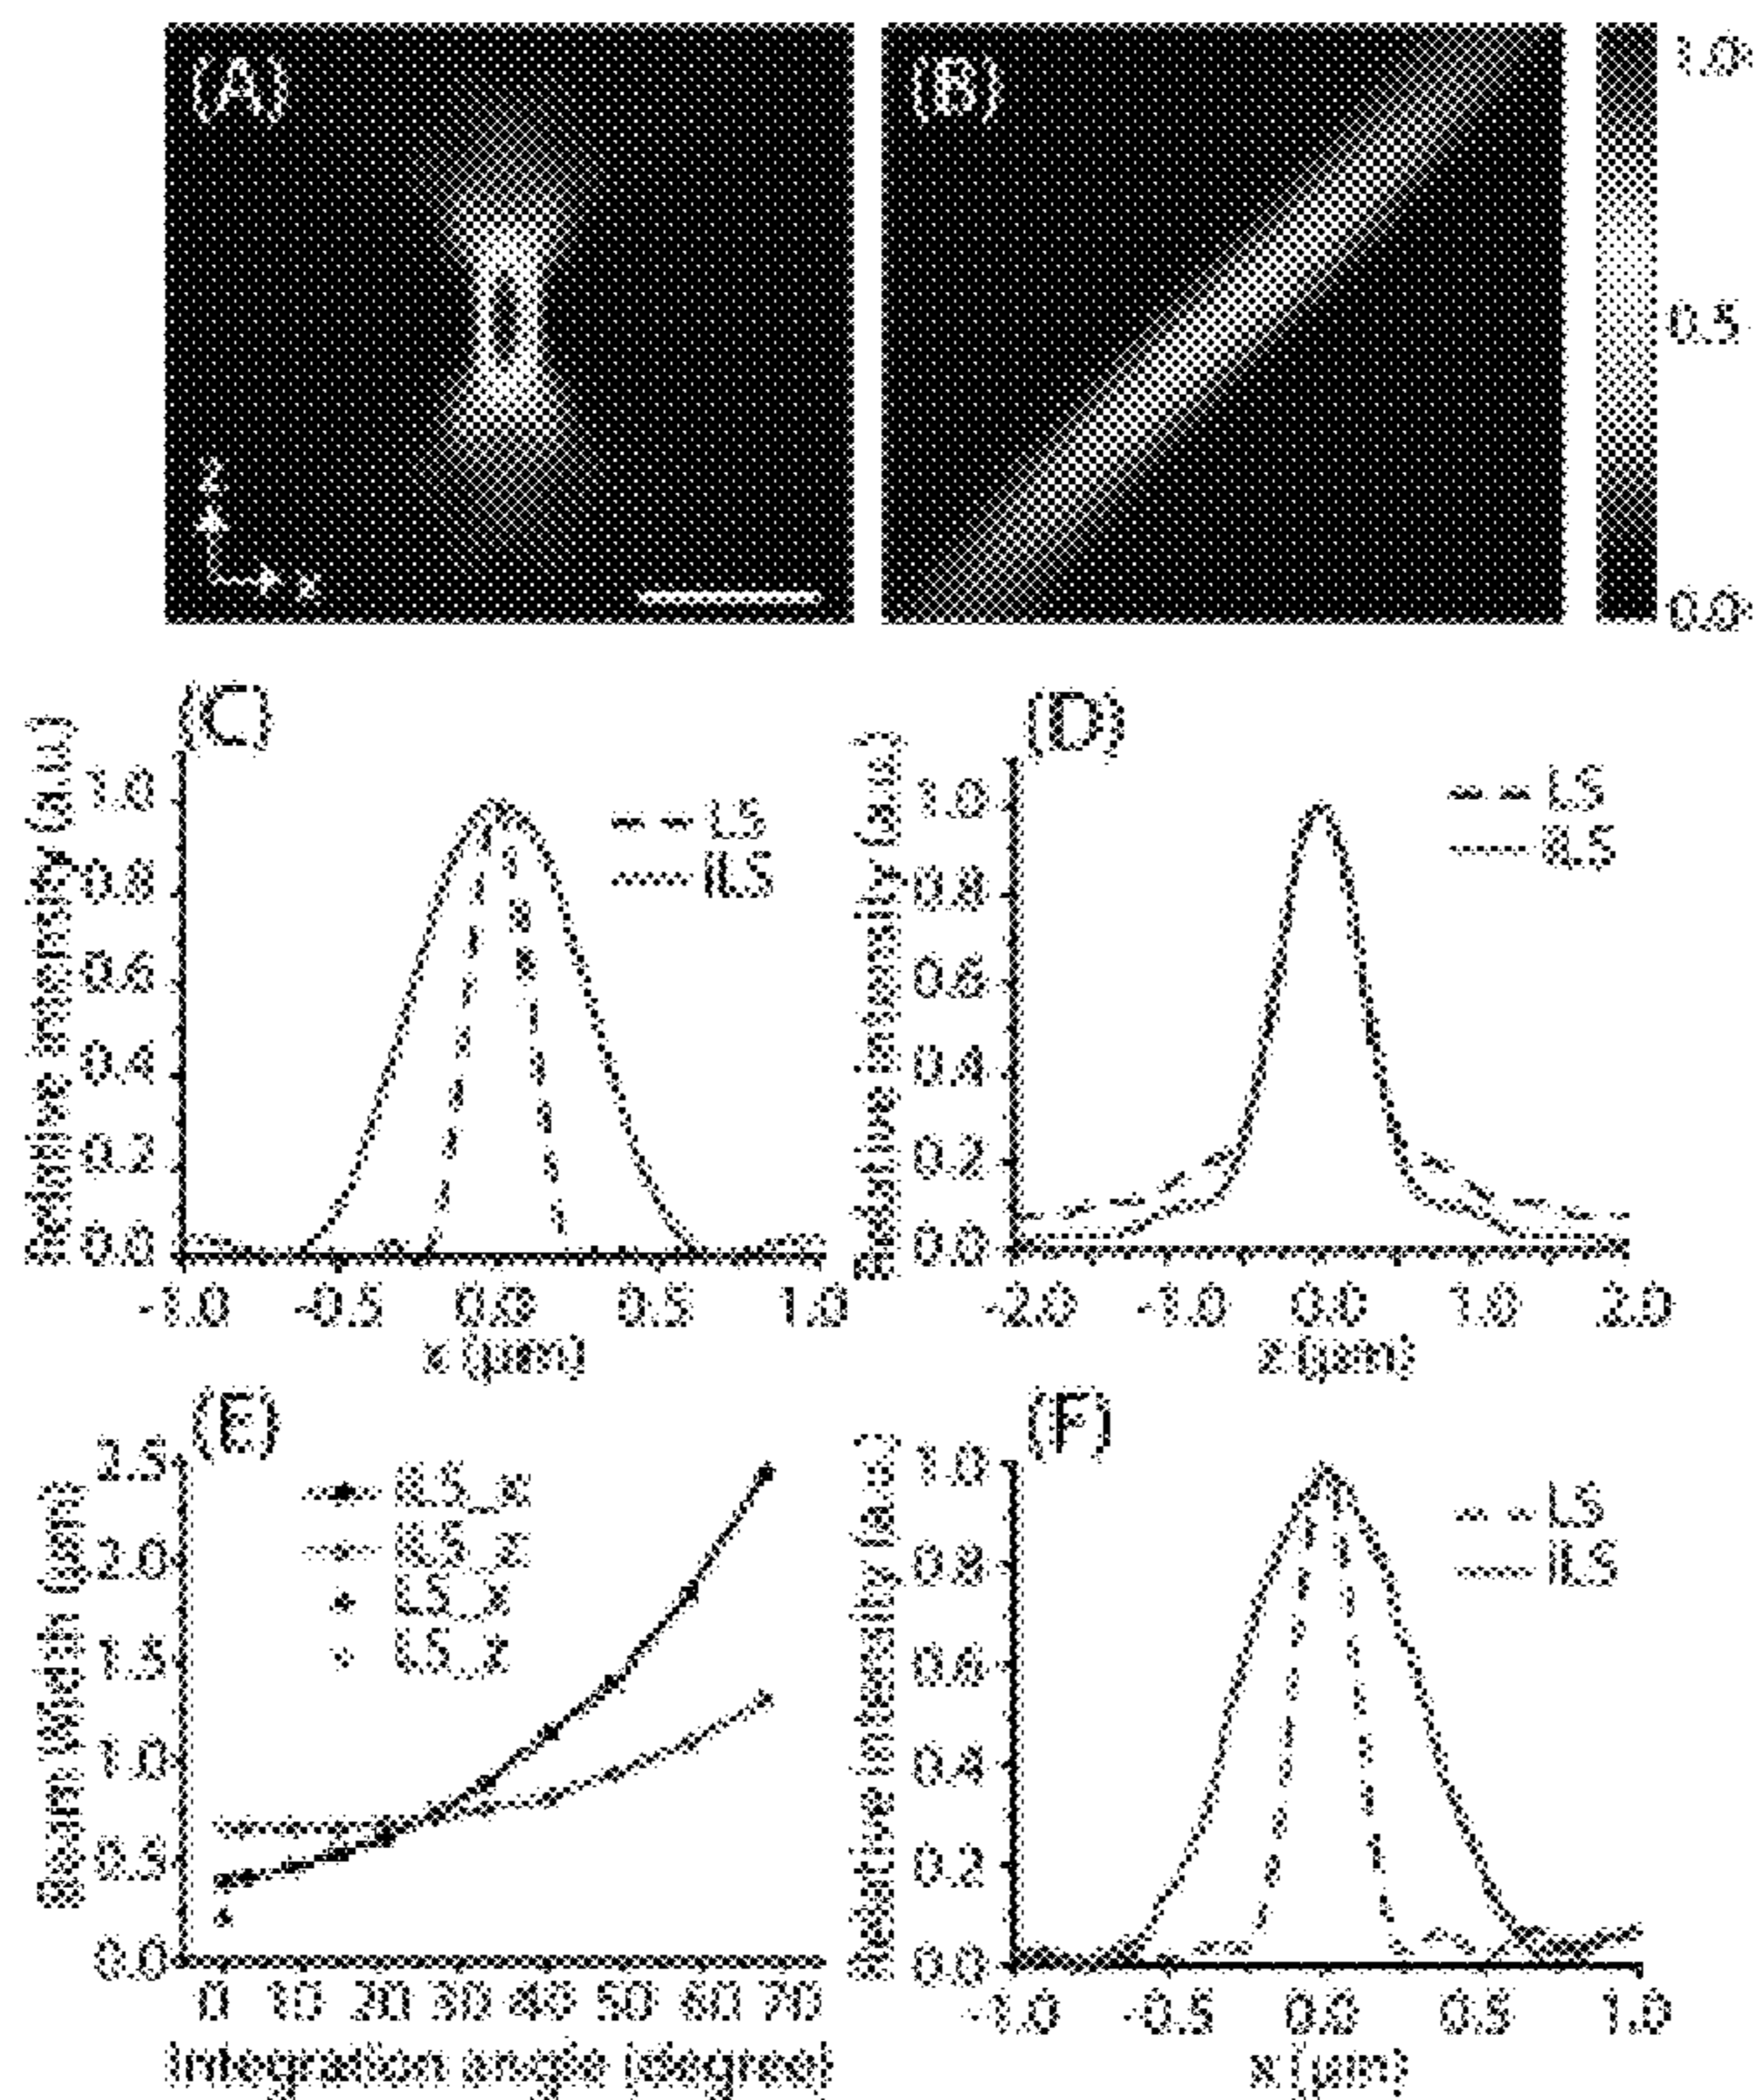 (A)
(B)
1.0
0.5
0.0
z
x
(C)
Relative intensity (a.u.)
1.0
0.8
0.6
0.4
0.2
0.0
LS
iLS
-1.0 -0.5 0.0 0.5 1.0
x (μm)
(D)
Relative intensity (a.u.)
1.0
0.8
0.6
0.4
0.2
0.0
LS
iLS
-2.0 -1.0 0.0 1.0 2.0
z (μm)
(E)
Beam Width (μm)
2.5
2.0
1.5
1.0
0.5
0.0
iLS_x
iLS_z
LS_x
LS_z
0 10 20 30 40 50 60 70
Integration angle (degree)
(F)
Relative intensity (a.u.)
1.0
0.8
0.6
0.4
0.2
0.0
LS
iLS
-1.0 -0.5 0.0 0.5 1.0
x (μm)